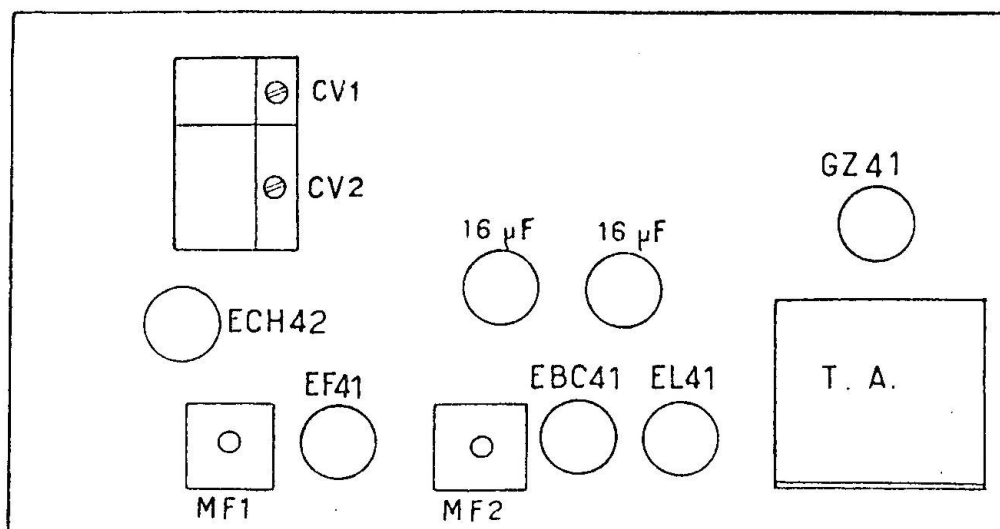 CV1
CV2
GZ41
16 µF
16 µF
ECH42
EF41
EBC41
EL41
T. A.
MF1
MF2